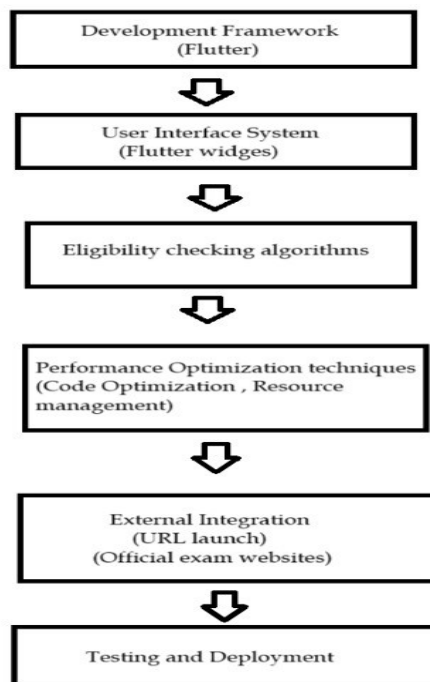 Development Framework
(Flutter)
User Interface System
(Flutter widges)
Eligibility checking algorithms
Performance Optimization techniques
(Code Optimization , Resource
management)
External Integration
(URL launch)
(Official exam websites)
Testing and Deployment